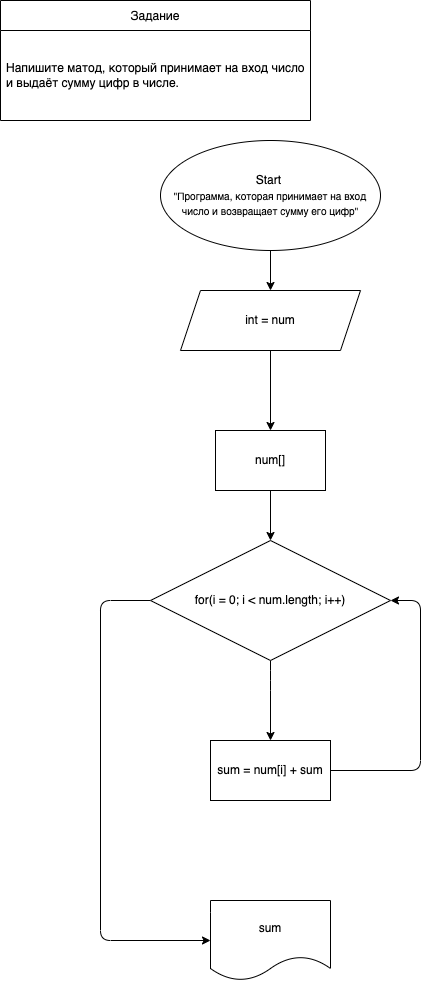 Задание
Напишите матод, который принимает на вход число
и выдаёт сумму цифр в числе.
Start
"Программа, которая принимает на вход
число и возвращает сумму его цифр"
int = num
num[]
for(i = 0; i < num.length; i++)
sum = num[i] + sum
sum